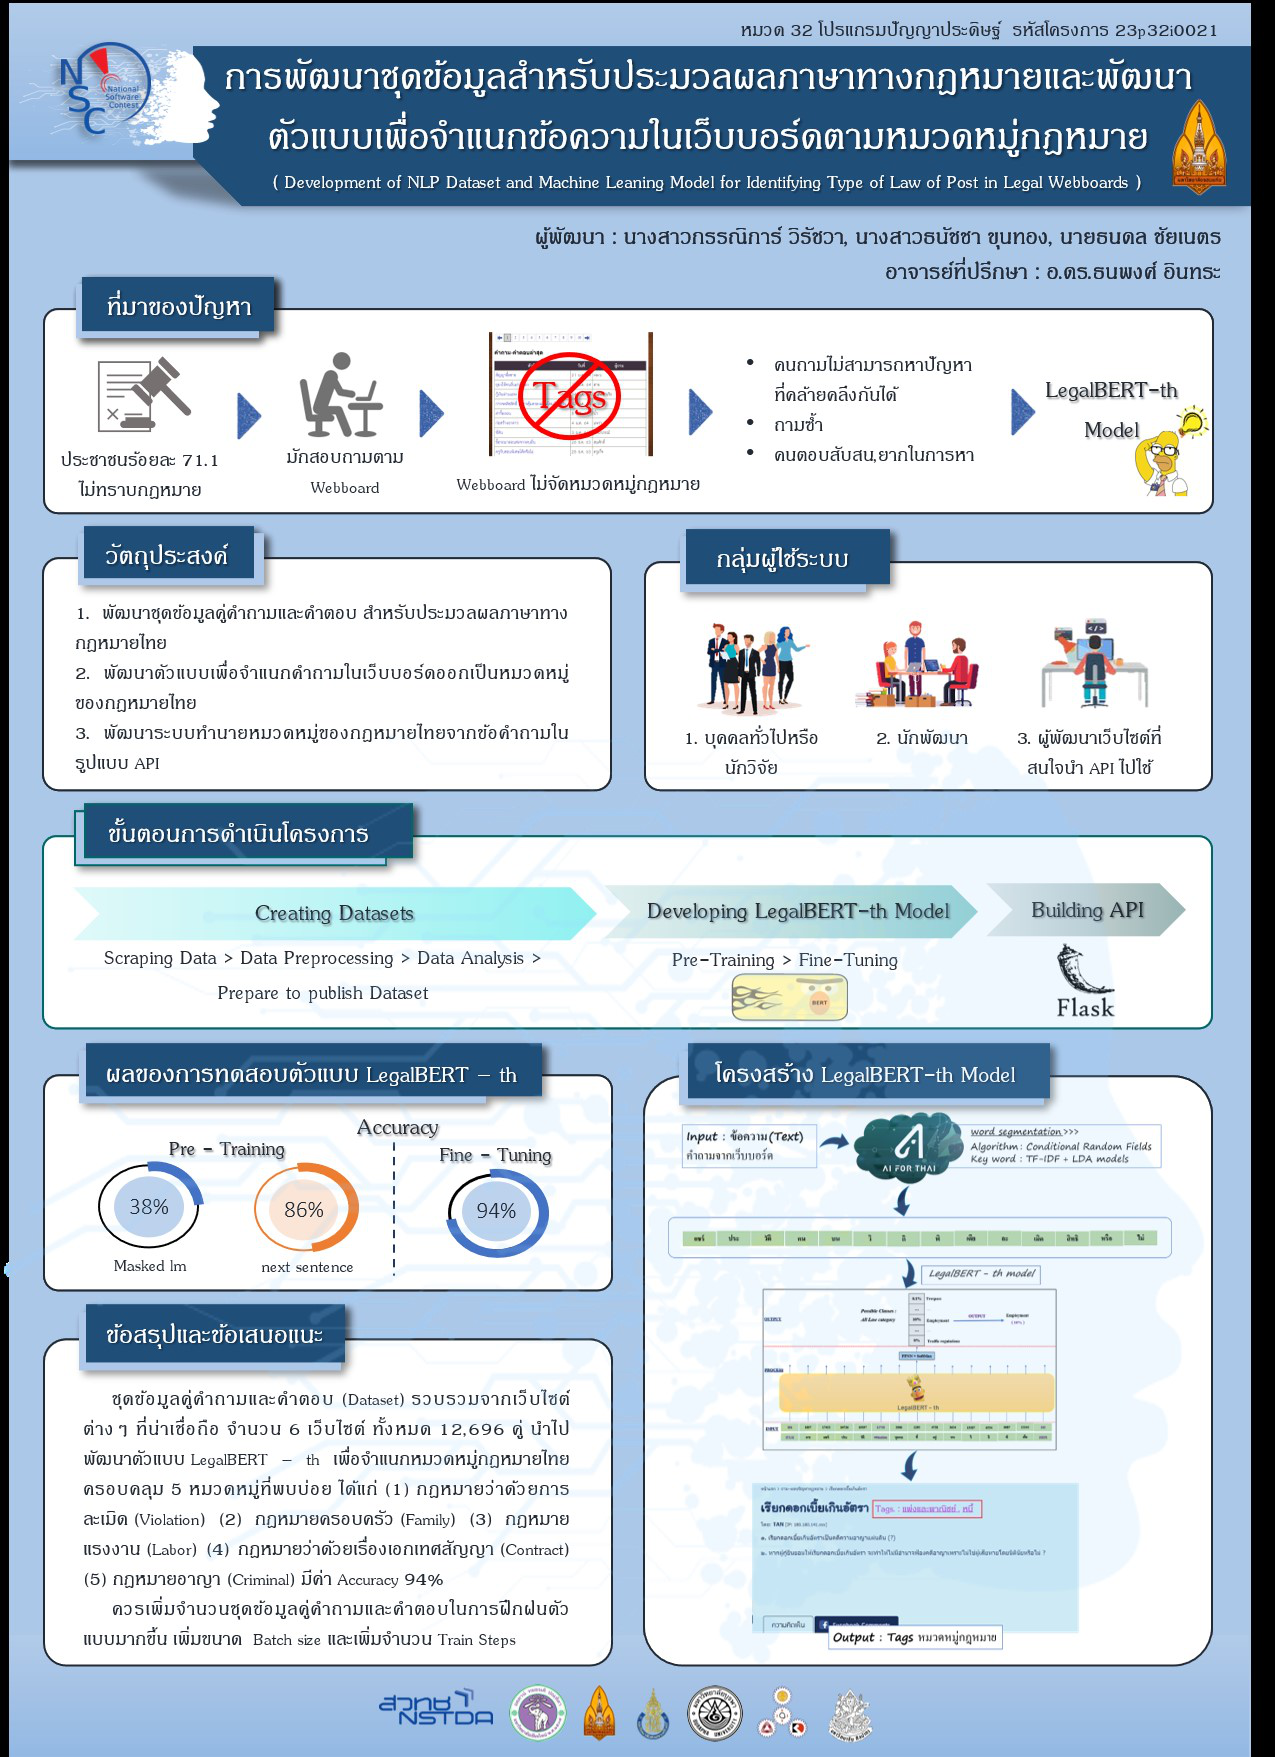 หมวด 32 โปรแกรมปัญญาประดิษฐ์ รหัสโครงการ 23p32i0021
NSC
National
Software
Contest
การพัฒนาชุดข้อมูลสำหรับประมวลผลภาษาทางกฎหมายและพัฒนา
ตัวแบบเพื่อจำแนกข้อความในเว็บบอร์ดตามหมวดหมู่กฎหมาย
( Development of NLP Dataset and Machine Leaning Model for Identifying Type of Law of Post in Legal Webboards )
ผู้พัฒนา : นางสาวกรรณิการ์ วิรัชวา, นางสาวธนัชชา ขุนทอง, นายธนดล ชัยเนตร
อาจารย์ที่ปรึกษา : อ.ดร.ธนพงศ์ อินทระ
ที่มาของปัญหา
ประชาชนร้อยละ 71.1
ไม่ทราบกฎหมาย
มักสอบถามตาม
Webboard
Tags
Webboard ไม่จัดหมวดหมู่กฎหมาย
• คนถามไม่สามารถหาปัญหา
ที่คล้ายคลึงกันได้
• ถามซ้ำ
• คนตอบสับสน,ยากในการหา
LegalBERT-th
Model
วัตถุประสงค์
1. พัฒนาชุดข้อมูลคู่คำถามและคำตอบ สำหรับประมวลผลภาษาทาง
กฎหมายไทย
2. พัฒนาตัวแบบเพื่อจำแนกคำถามในเว็บบอร์ดออกเป็นหมวดหมู่
ของกฎหมายไทย
3. พัฒนาระบบทำนายหมวดหมู่ของกฎหมายไทยจากข้อคำถามใน
รูปแบบ API
กลุ่มผู้ใช้ระบบ
1. บุคคลทั่วไปหรือ
นักวิจัย
2. นักพัฒนา
3. ผู้พัฒนาเว็บไซต์ที่
สนใจนำ API ไปใช้
ขั้นตอนการดำเนินโครงการ
Creating Datasets
Scraping Data > Data Preprocessing > Data Analysis >
Prepare to publish Dataset
Developing LegalBERT-th Model
Pre-Training > Fine-Tuning
BERT
Building API
Flask
ผลของการทดสอบตัวแบบ LegalBERT – th
Accuracy
Pre - Training
Fine - Tuning
38%
86%
94%
Masked lm
next sentence
ข้อสรุปและข้อเสนอแนะ
ชุดข้อมูลคู่คำถามและคำตอบ (Dataset) รวบรวมจากเว็บไซต์
ต่าง ๆ ที่น่าเชื่อถือ จำนวน 6 เว็บไซต์ ทั้งหมด 12,696 คู่ นำไป
พัฒนาตัวแบบ LegalBERT – th เพื่อจำแนกหมวดหมู่กฎหมายไทย
ครอบคลุม 5 หมวดหมู่ที่พบบ่อย ได้แก่ (1) กฎหมายว่าด้วยการ
ละเมิด (Violation) (2) กฎหมายครอบครัว (Family) (3) กฎหมาย
แรงงาน (Labor) (4) กฎหมายว่าด้วยเรื่องเอกเทศสัญญา (Contract)
(5) กฎหมายอาญา (Criminal) มีค่า Accuracy 94%
ควรเพิ่มจำนวนชุดข้อมูลคู่คำถามและคำตอบในการฝึกฝนตัว
แบบมากขึ้น เพิ่มขนาด Batch size และเพิ่มจำนวน Train Steps
โครงสร้าง LegalBERT-th Model
Input : ข้อความ(Text)
คำถามจากเว็บบอร์ด
AI FOR THAI
word segmentation >>>
Algorithm : Conditional Random Fields
Key word : TF-IDF + LDA models
LegalBERT - th model
Possible Classes :
All Law category
OUTPUT
Employment
OUTPUT
Employment
PROCESS
LegalBERT - th
เรียกดอกเบี้ยเกินอัตรา Tags : แพ่งและพาณิชย์ , หนี้
ความคิดเห็น
Output : Tags หมวดหมู่กฎหมาย
สวทช
NSTDA